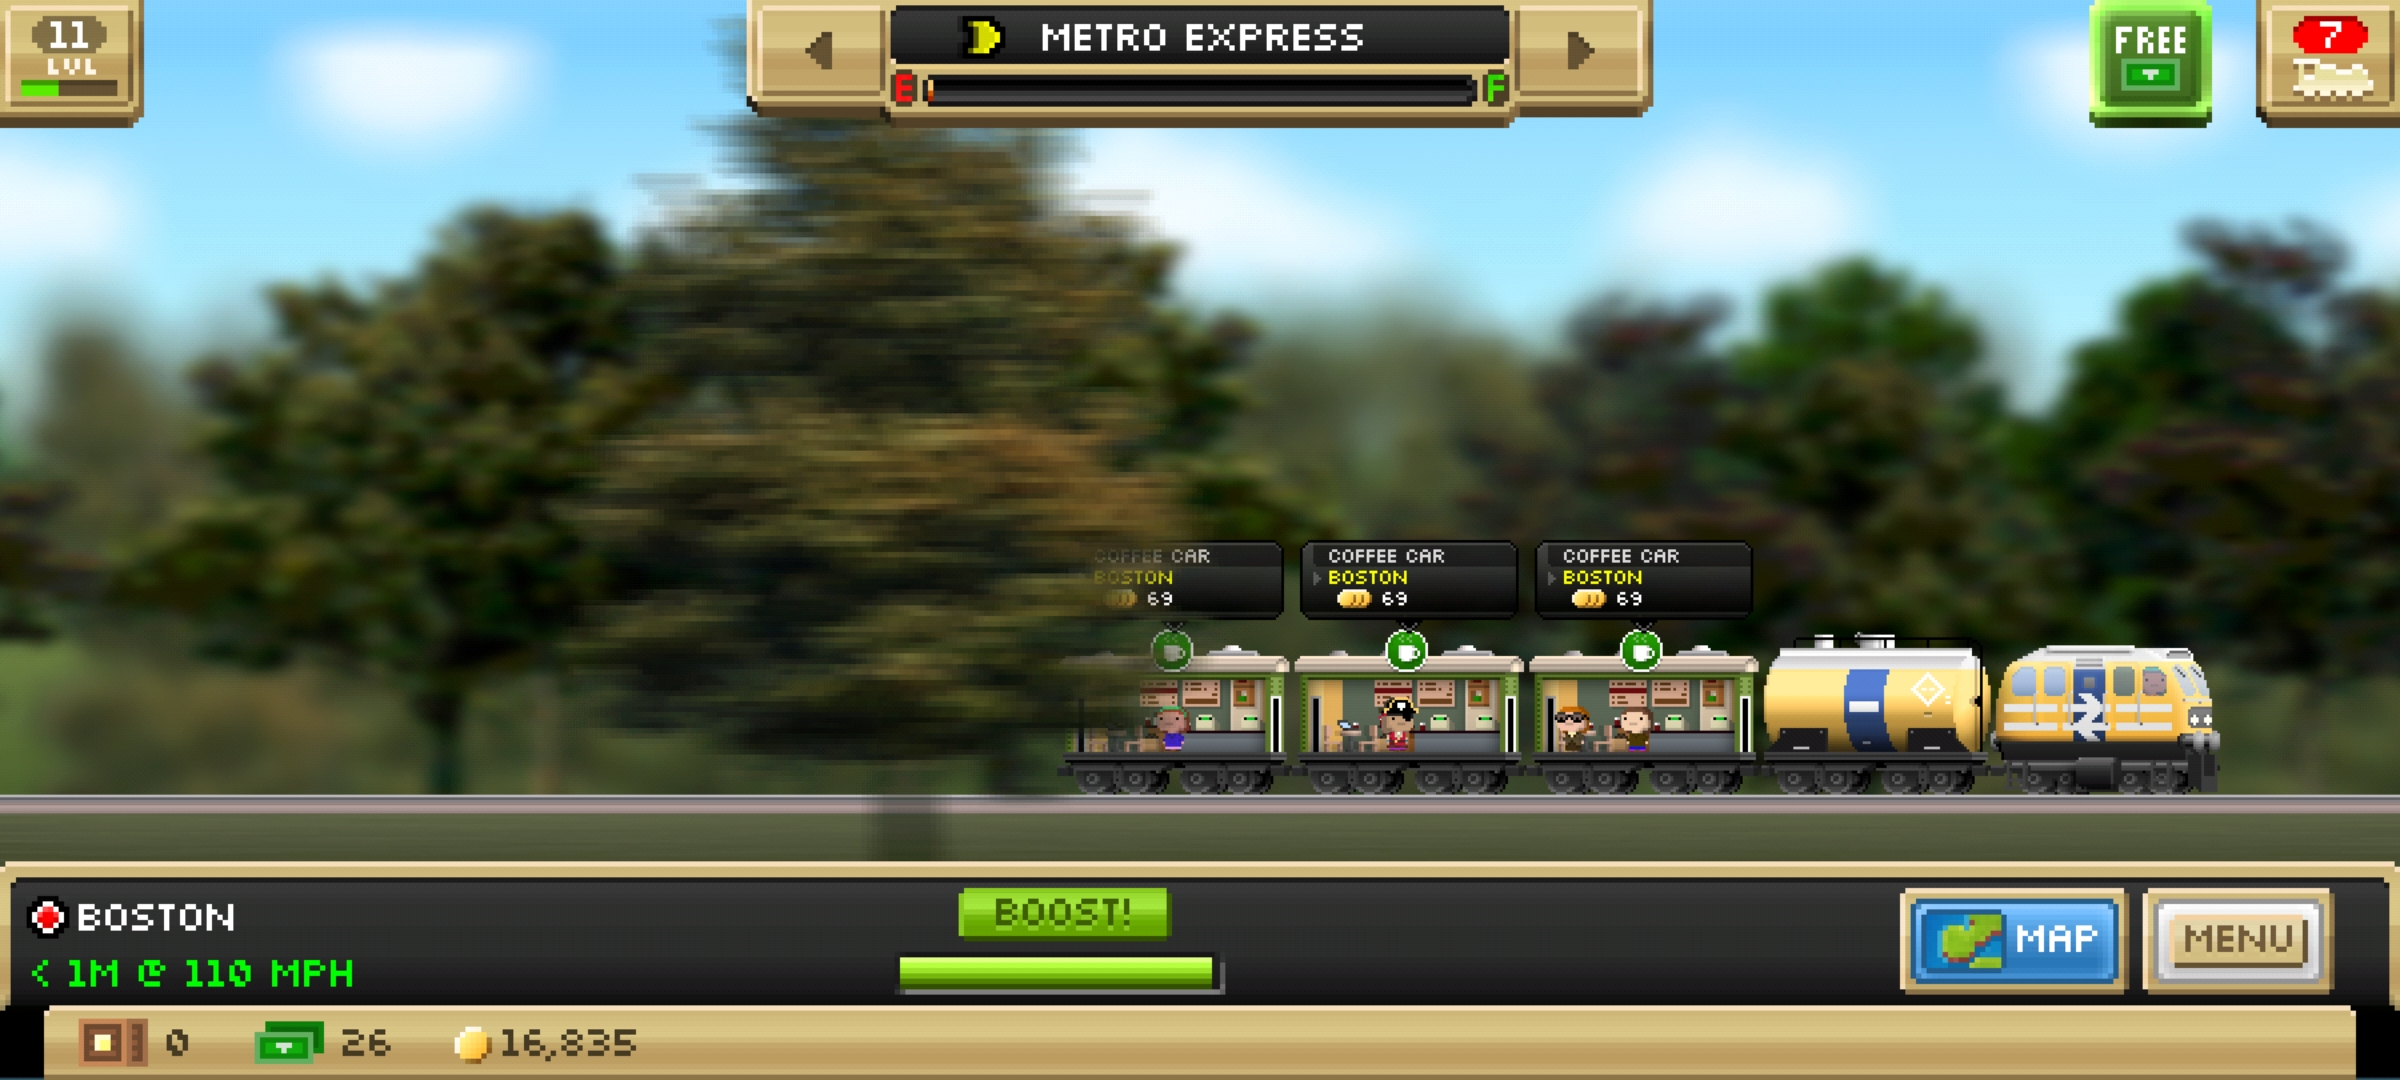 11
LVL
METRO EXPRESS
E F
FREE
7
COFFEE CAR
BOSTON
69
COFFEE CAR
BOSTON
69
COFFEE CAR
BOSTON
69
BOSTON
< 1M @ 110 MPH
BOOST!
MAP
MENU
0
26
16,835